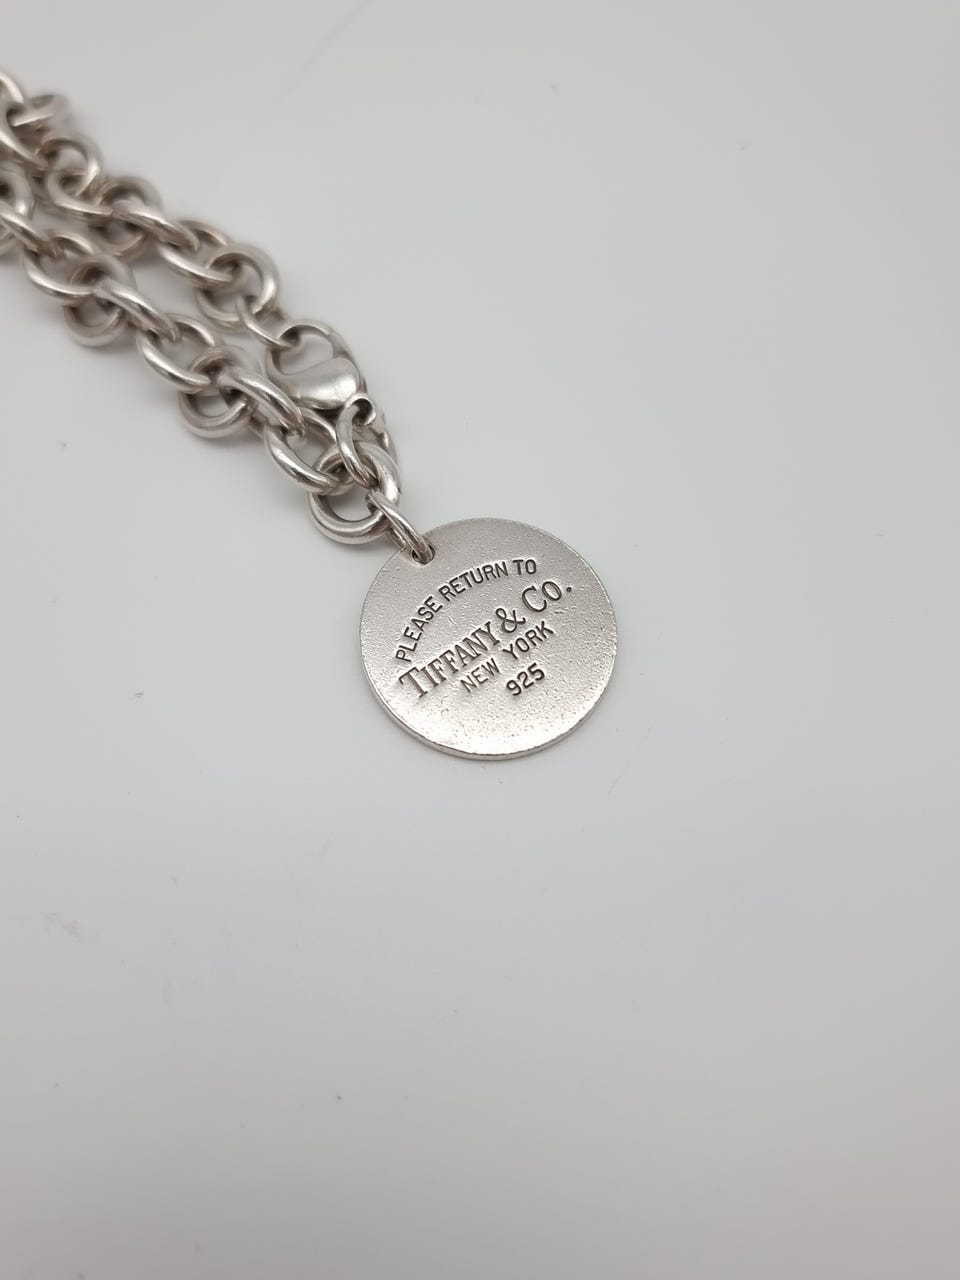 PLEASE RETURN TO
TIFFANY & CO.
NEW YORK
925